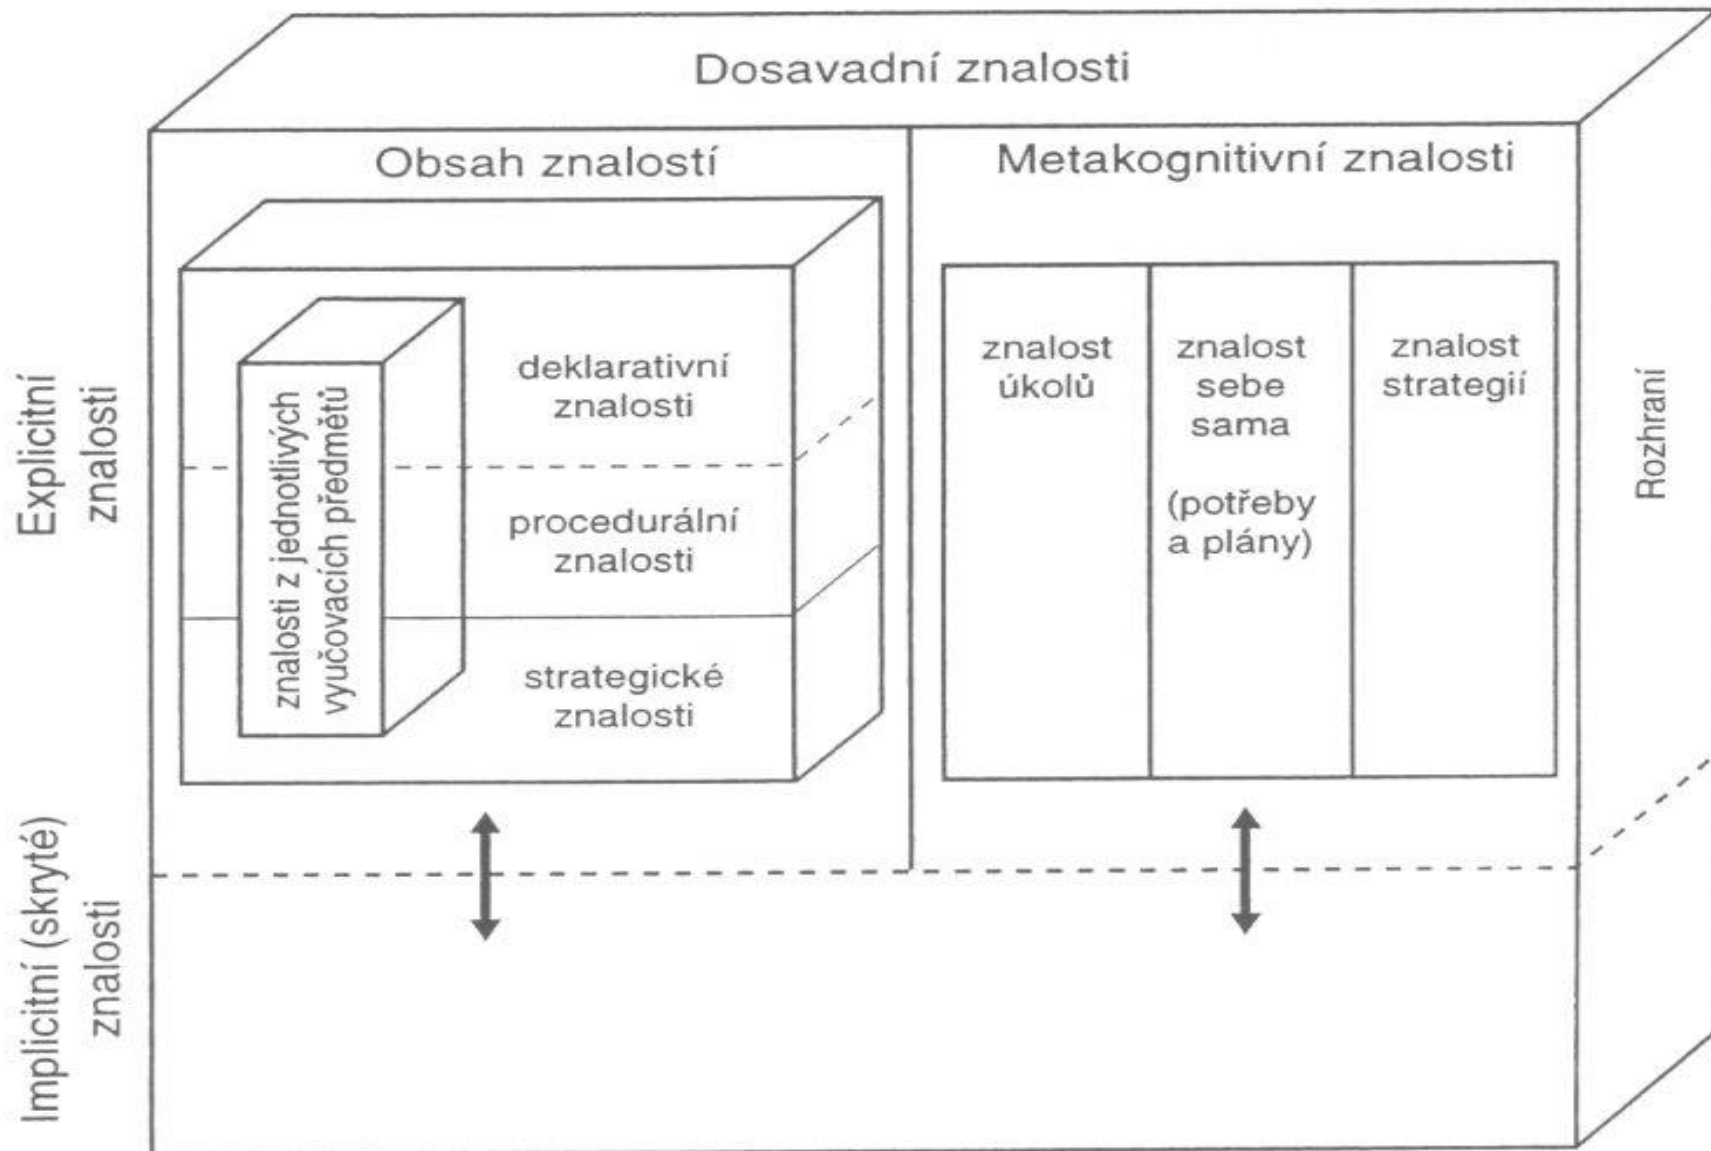 Dosavadní znalosti
Obsah znalostí
Metakognitivní znalosti
Explicitní
znalosti
znalosti z jednotlivých
vyučovacích předmětů
deklarativní
znalosti
procedurální
znalosti
strategické
znalosti
znalost
úkolů
znalost
sebe
sama
(potřeby
a plány)
znalost
strategií
Rozhraní
Implicitní (skryté)
znalosti